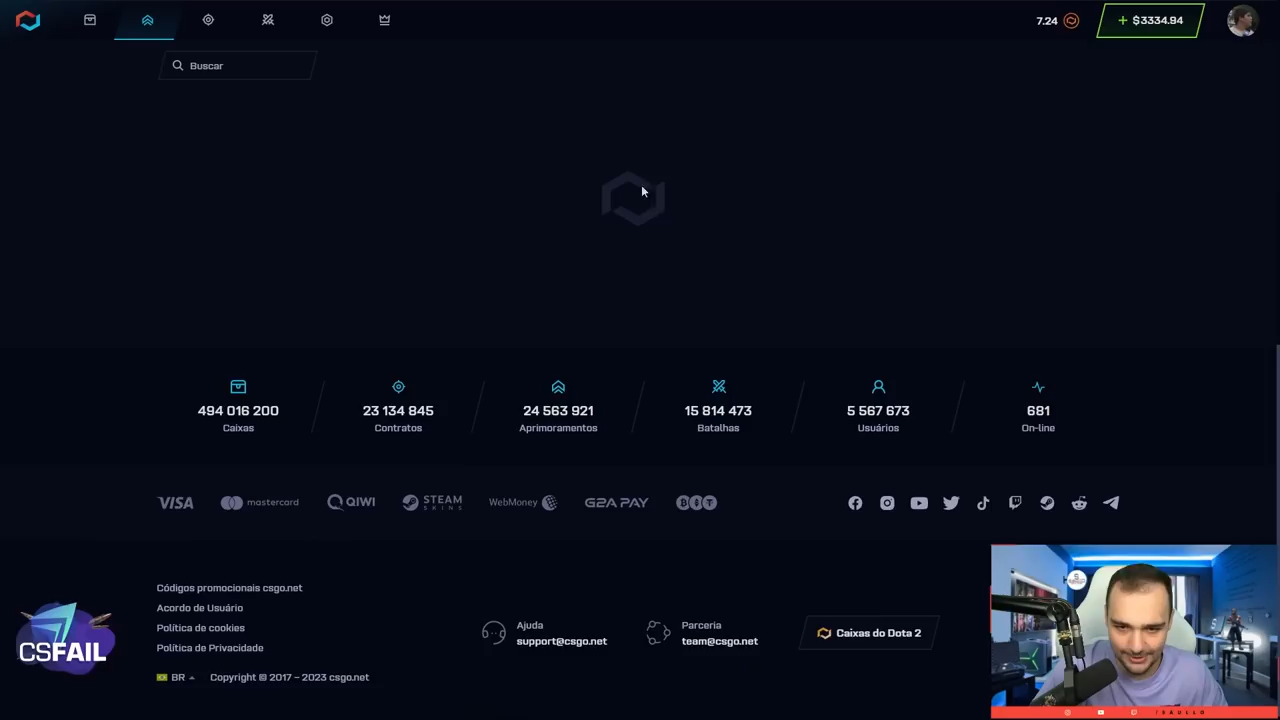 7.24
+ $3334.94
Buscar
494 016 200
Caixas
23 134 845
Contratos
24 563 921
Aprimoramentos
15 814 473
Batalhas
5 567 673
Usuários
681
On-line
VISA
mastercard
QIWI
STEAM
SKINS
WebMoney
G2A PAY
Códigos promocionais csgo.net
Acordo de Usuário
Política de cookies
Política de Privacidade
BR
Copyright © 2017 – 2023 csgo.net
Ajuda
support@csgo.net
Parceria
team@csgo.net
Caixas do Dota 2
CSFAIL